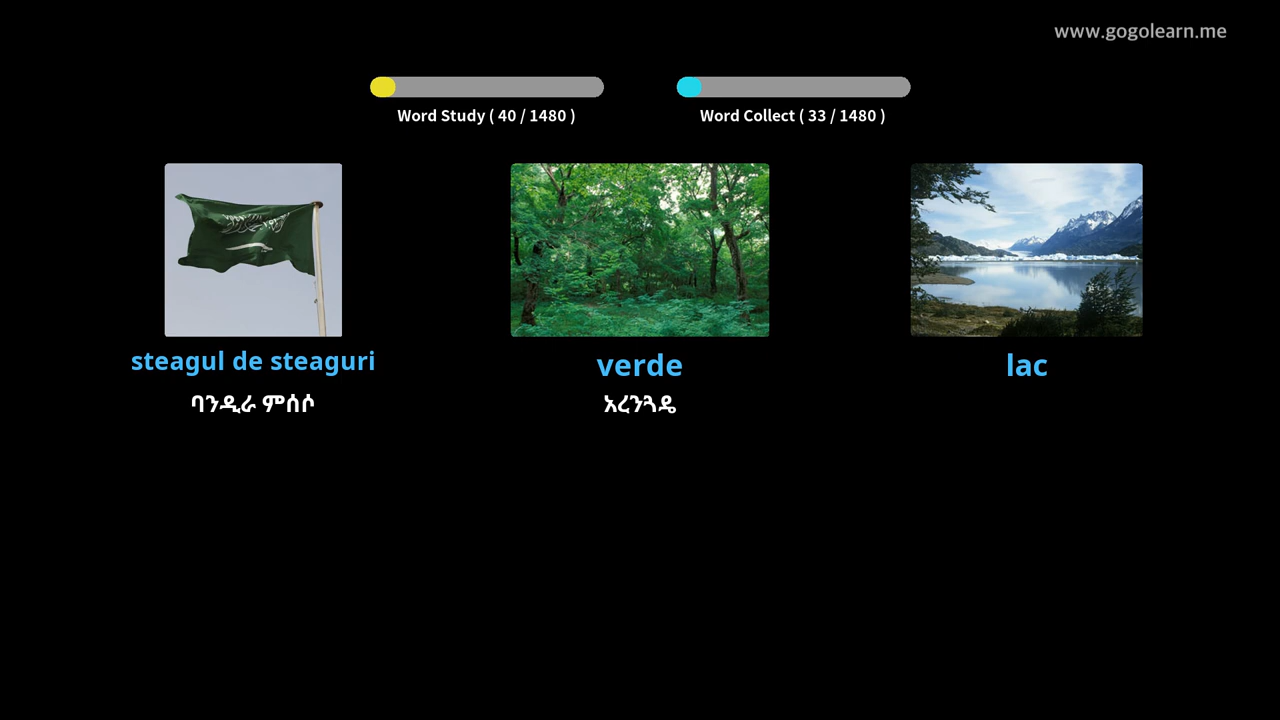 www.gogolearn.me
Word Study ( 40 / 1480 )
Word Collect ( 33 / 1480 )
steagul de steaguri
ባንዲራ ምሰሶ
verde
አረንጓዴ
lac